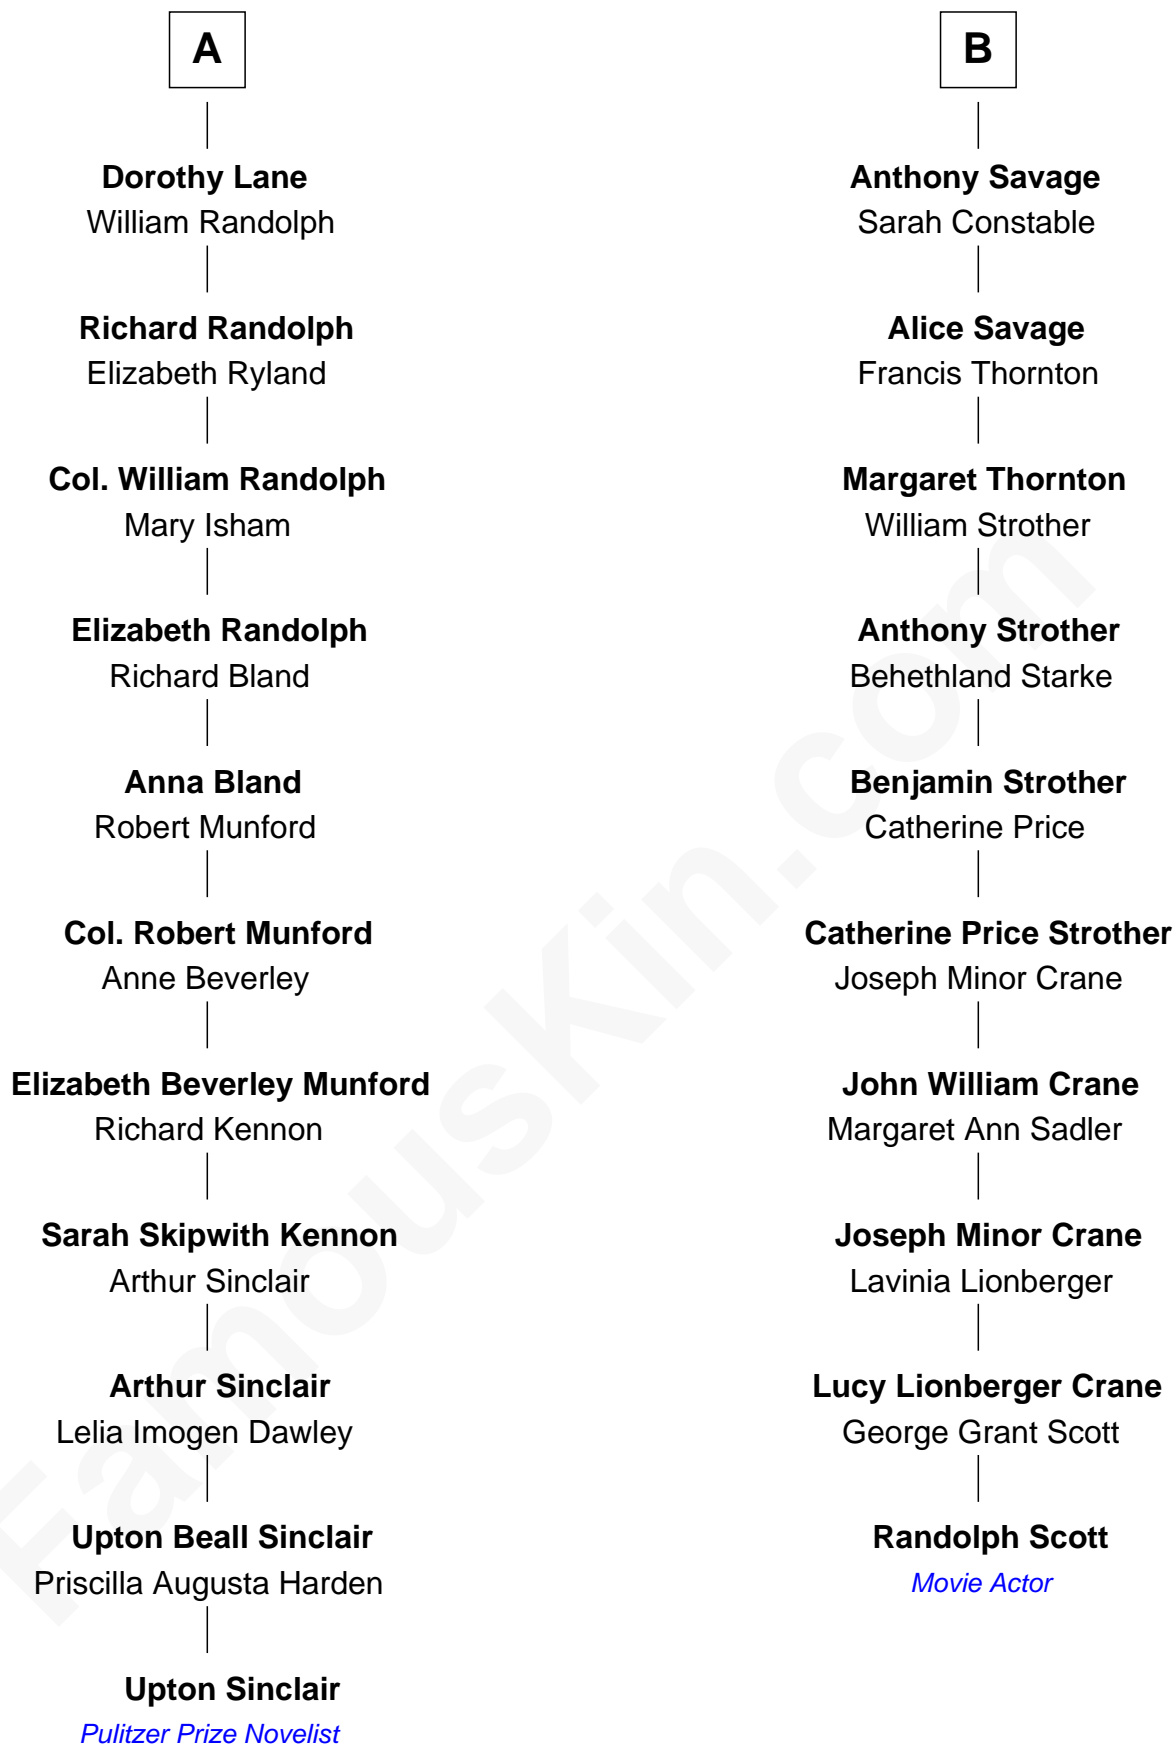 A
Dorothy Lane
William Randolph
Richard Randolph
Elizabeth Ryland
Col. William Randolph
Mary Isham
Elizabeth Randolph
Richard Bland
Anna Bland
Robert Munford
Col. Robert Munford
Anne Beverley
Elizabeth Beverley Munford
Richard Kennon
Sarah Skipwith Kennon
Arthur Sinclair
Arthur Sinclair
Lelia Imogen Dawley
Upton Beall Sinclair
Priscilla Augusta Harden
Upton Sinclair
Pulitzer Prize Novelist
B
Anthony Savage
Sarah Constable
Alice Savage
Francis Thornton
Margaret Thornton
William Strother
Anthony Strother
Behethland Starke
Benjamin Strother
Catherine Price
Catherine Price Strother
Joseph Minor Crane
John William Crane
Margaret Ann Sadler
Joseph Minor Crane
Lavinia Lionberger
Lucy Lionberger Crane
George Grant Scott
Randolph Scott
Movie Actor
FamousKin.com